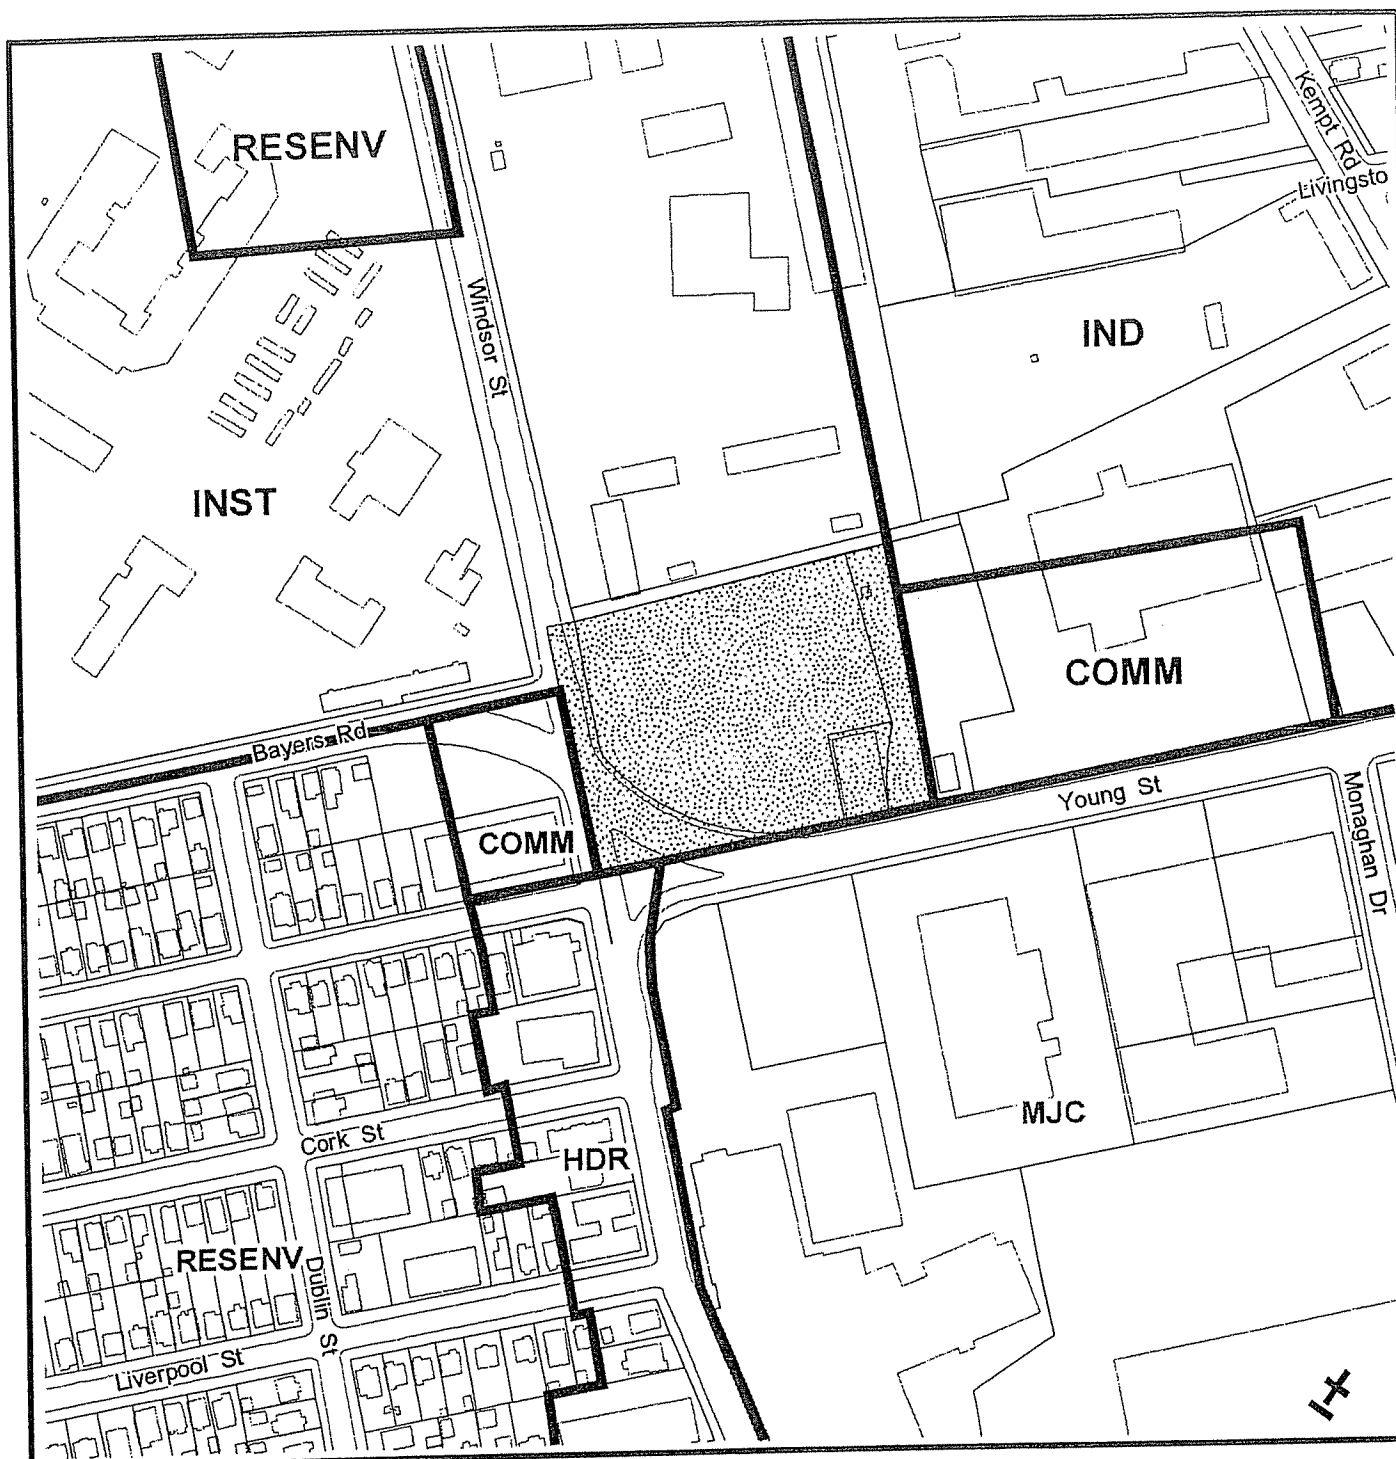 RESENV
Kempt Rd
Livingsto
Windsor St
IND
INST
COMM
Bayers Rd
Young St
Monaghan Dr
COMM
MJC
Cork St
HDR
RESENV
Dublin St
Liverpool St